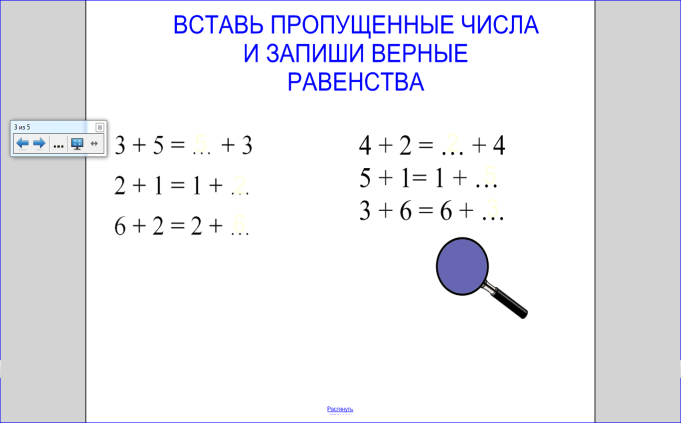 ВСТАВЬ ПРОПУЩЕННЫЕ ЧИСЛА
И ЗАПИШИ ВЕРНЫЕ
РАВЕНСТВА
3 из 5
3 + 5 = … + 3
2 + 1 = 1 + …
6 + 2 = 2 + …
4 + 2 = … + 4
5 + 1= 1 + …
3 + 6 = 6 + …
Растянуть